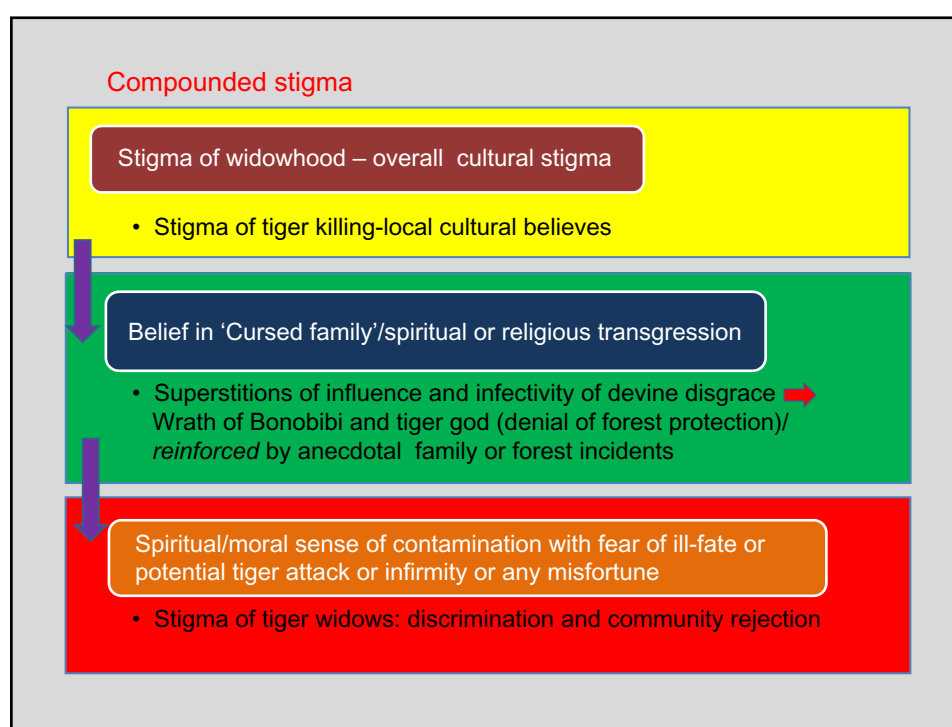 Compounded stigma
Stigma of widowhood – overall cultural stigma
• Stigma of tiger killing-local cultural believes
Belief in ‘Cursed family’/spiritual or religious transgression
• Superstitions of influence and infectivity of devine disgrace
Wrath of Bonobibi and tiger god (denial of forest protection)/
reinforced by anecdotal family or forest incidents
Spiritual/moral sense of contamination with fear of ill-fate or
potential tiger attack or infirmity or any misfortune
• Stigma of tiger widows: discrimination and community rejection